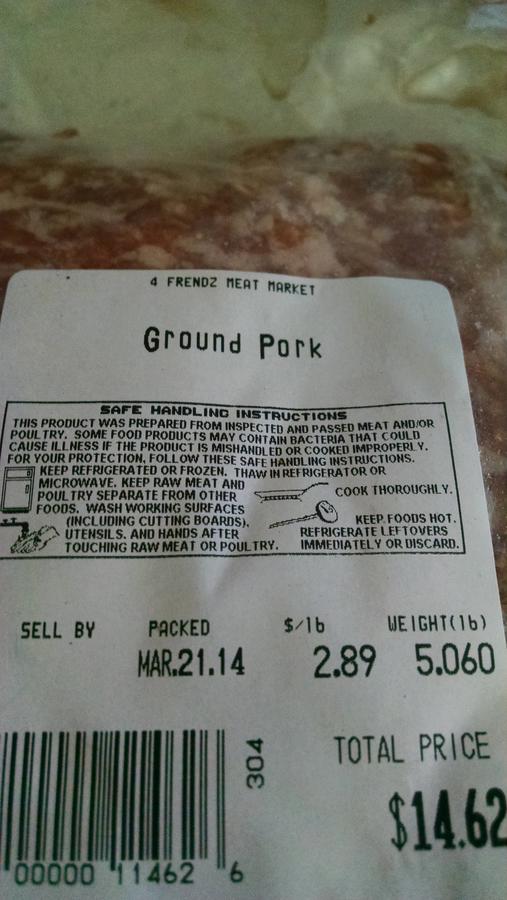 4 FRENDZ MEAT MARKET
Ground Pork
SAFE HANDLING INSTRUCTIONS
THIS PRODUCT WAS PREPARED FROM INSPECTED AND PASSED MEAT AND/OR
POULTRY. SOME FOOD PRODUCTS MAY CONTAIN BACTERIA THAT COULD
CAUSE ILLNESS IF THE PRODUCT IS MISHANDLED OR COOKED IMPROPERLY.
FOR YOUR PROTECTION, FOLLOW THESE SAFE HANDLING INSTRUCTIONS.
KEEP REFRIGERATED OR FROZEN. THAW IN REFRIGERATOR OR
MICROWAVE. KEEP RAW MEAT AND
POULTRY SEPARATE FROM OTHER
FOODS. WASH WORKING SURFACES
(INCLUDING CUTTING BOARDS),
UTENSILS, AND HANDS AFTER
TOUCHING RAW MEAT OR POULTRY.
COOK THOROUGHLY.
KEEP FOODS HOT.
REFRIGERATE LEFTOVERS
IMMEDIATELY OR DISCARD.
SELL BY PACKED $/lb WEIGHT(lb)
MAR.21.14 2.89 5.060
304
TOTAL PRICE
$14.62
00000 11462 6